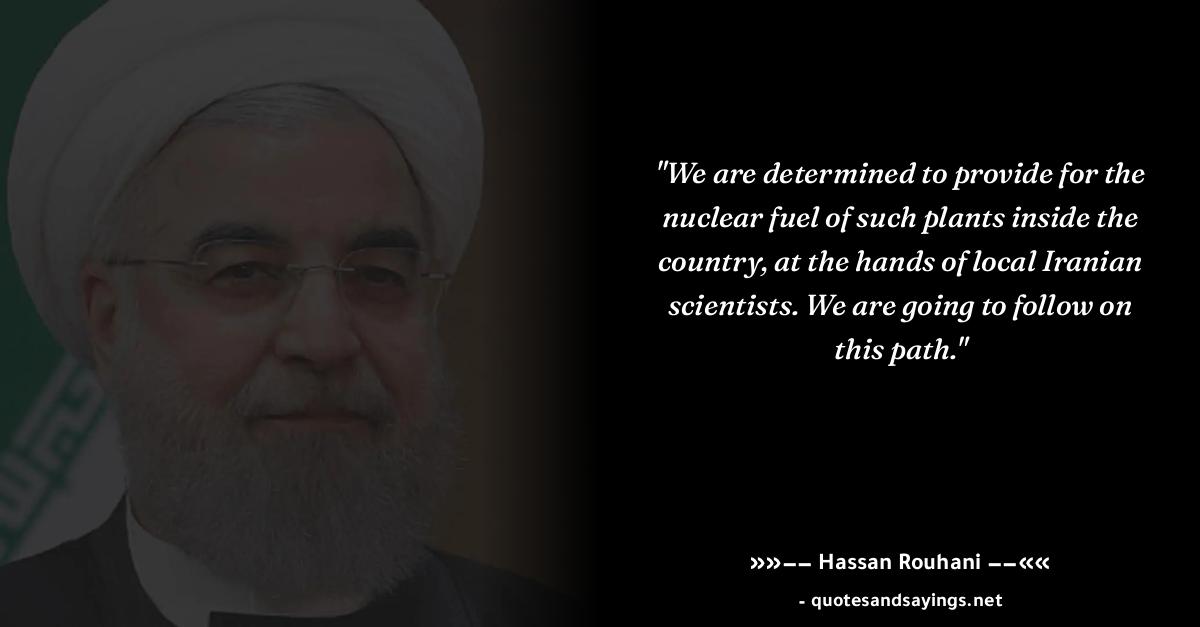 "We are determined to provide for the
nuclear fuel of such plants inside the
country, at the hands of local Iranian
scientists. We are going to follow on
this path."
»»−− Hassan Rouhani −−««
- quotesandsayings.net